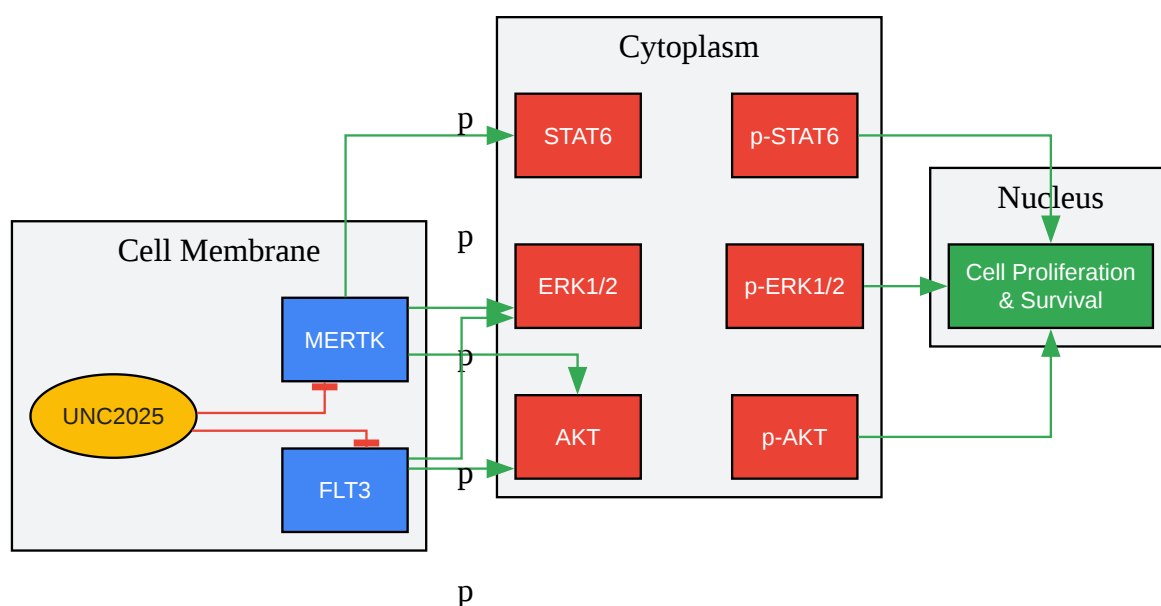 Cytoplasm
p
STAT6
p-STAT6
Nucleus
p
Cell Membrane
ERK1/2
p-ERK1/2
Cell Proliferation
& Survival
MERTK
p
UNC2025
AKT
p-AKT
p
FLT3
p